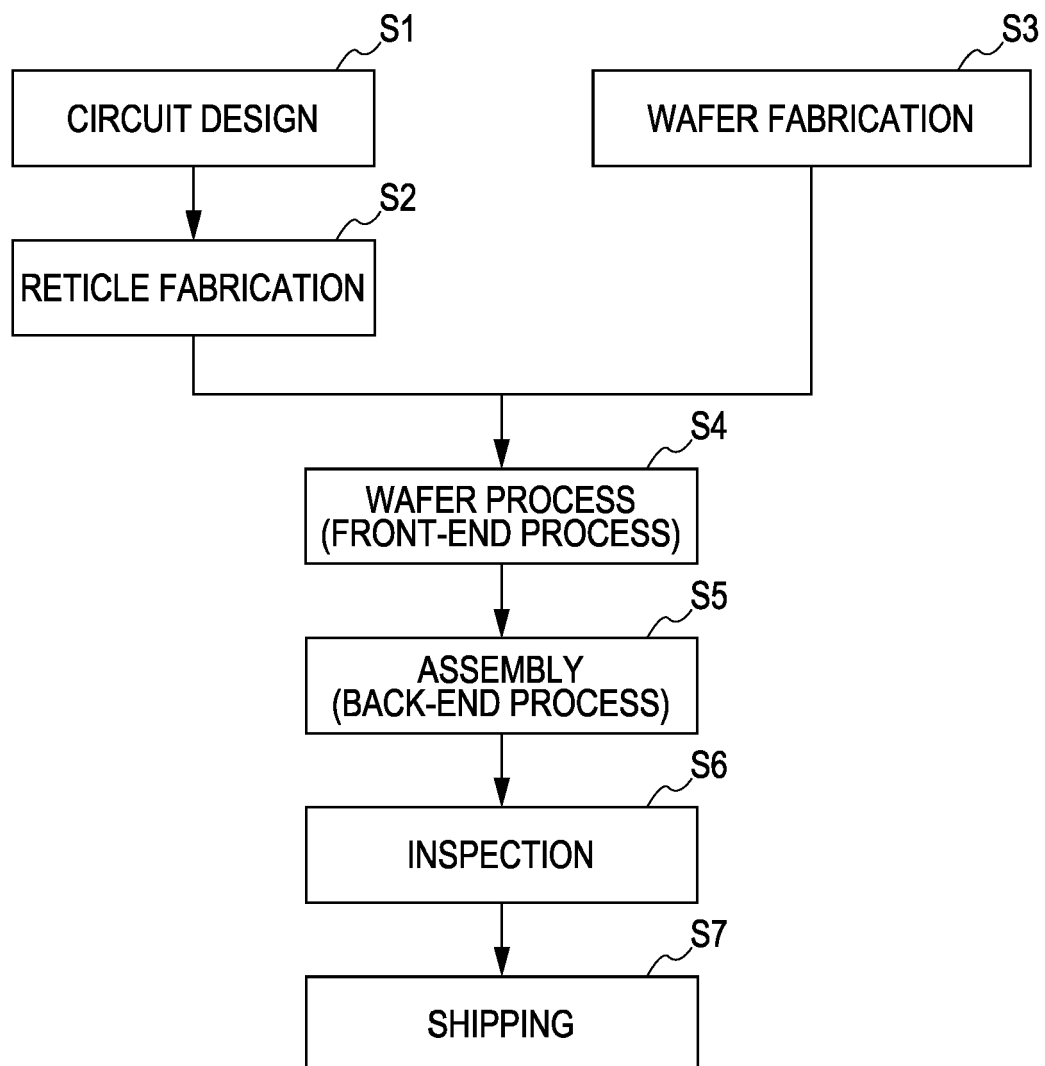 S1
CIRCUIT DESIGN
S3
WAFER FABRICATION
S2
RETICLE FABRICATION
S4
WAFER PROCESS
(FRONT-END PROCESS)
S5
ASSEMBLY
(BACK-END PROCESS)
S6
INSPECTION
S7
SHIPPING